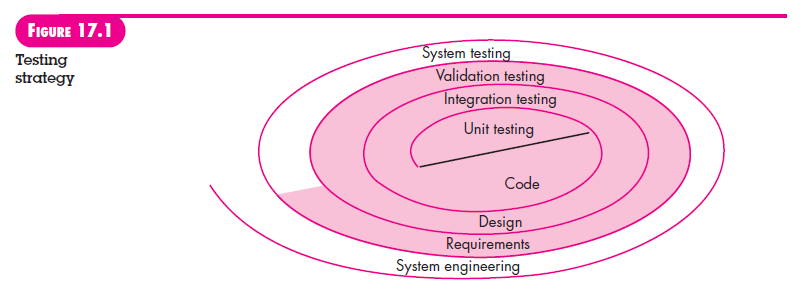 FIGURE 17.1
Testing
strategy
System testing
Validation testing
Integration testing
Unit testing
Code
Design
Requirements
System engineering